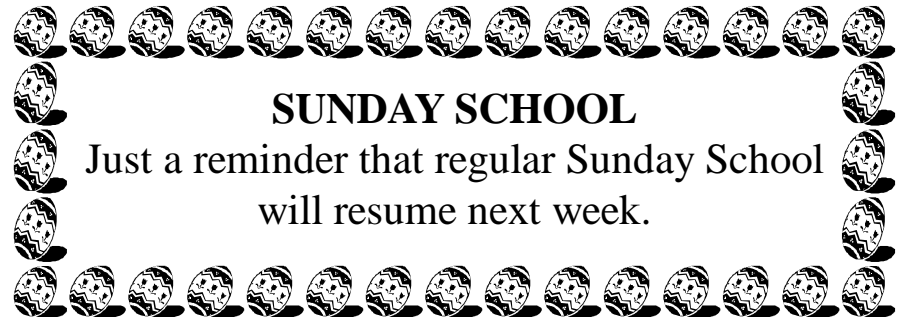 SUNDAY SCHOOL
Just a reminder that regular Sunday School
will resume next week.